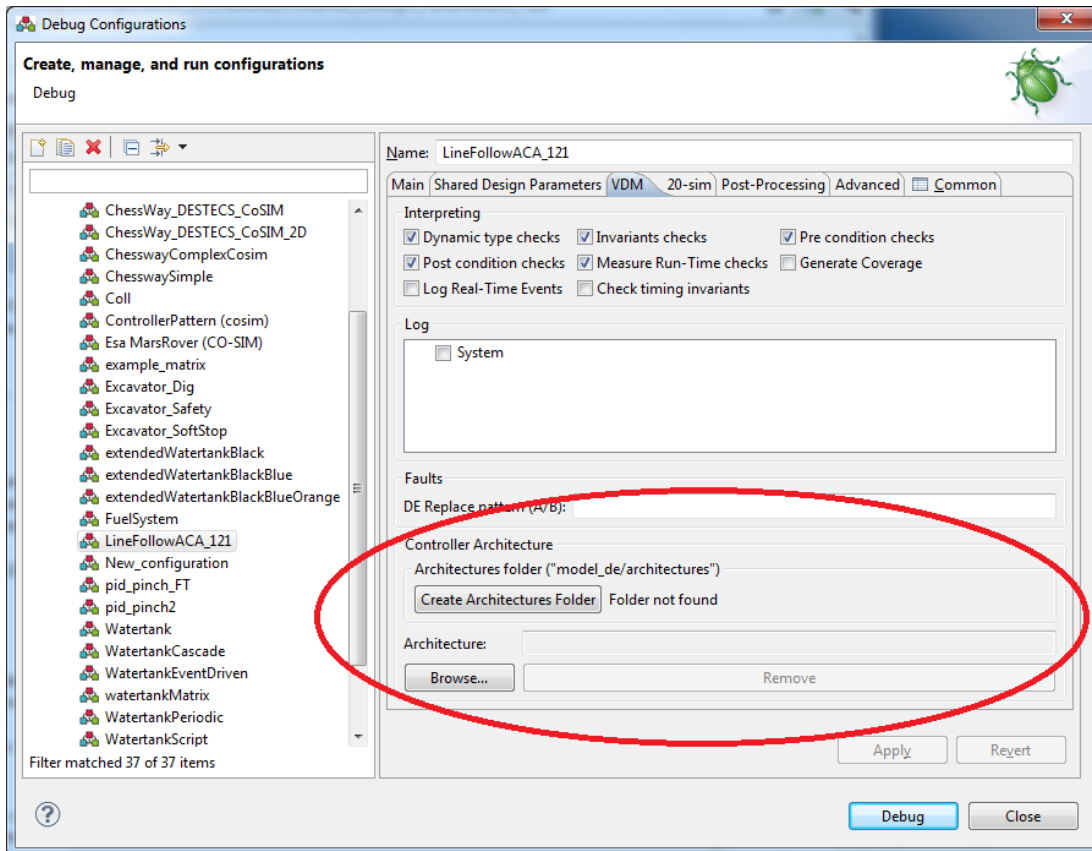 Debug Configurations
Create, manage, and run configurations
Debug
ChessWay_DESTECS_CoSIM
ChessWay_DESTECS_CoSIM_2D
ChesswayComplexCosim
ChesswaySimple
Coll
ControllerPattern (cosim)
Esa MarsRover (CO-SIM)
example_matrix
Excavator_Dig
Excavator_Safety
Excavator_SoftStop
extendedWatertankBlack
extendedWatertankBlackBlue
extendedWatertankBlackBlueOrange
FuelSystem
LineFollowACA_121
New_configuration
pid_pinch_FT
pid_pinch2
Watertank
WatertankCascade
WatertankEventDriven
watertankMatrix
WatertankPeriodic
WatertankScript
Filter matched 37 of 37 items
Name: LineFollowACA_121
Main Shared Design Parameters VDM 20-sim Post-Processing Advanced Common
Interpreting
Dynamic type checks Invariants checks Pre condition checks
Post condition checks Measure Run-Time checks Generate Coverage
Log Real-Time Events Check timing invariants
Log
System
Faults
DE Replace pattern (A/B):
Controller Architecture
Architectures folder ("model_de/architectures")
Create Architectures Folder Folder not found
Architecture:
Browse... Remove
Apply Revert
Debug Close